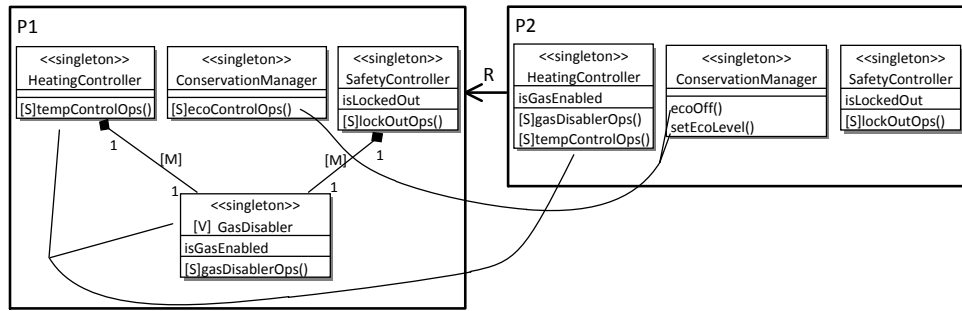 P1
<<singleton>>
HeatingController
[S]tempControlOps()
<<singleton>>
ConservationManager
[S]ecoControlOps()
<<singleton>>
SafetyController
isLockedOut
[S]lockOutOps()
1
[M]
1
[M]
1
1
<<singleton>>
[V] GasDisabler
isGasEnabled
[S]gasDisablerOps()
R
P2
<<singleton>>
HeatingController
isGasEnabled
[S]gasDisablerOps()
[S]tempControlOps()
<<singleton>>
ConservationManager
ecoOff()
setEcoLevel()
<<singleton>>
SafetyController
isLockedOut
[S]lockOutOps()